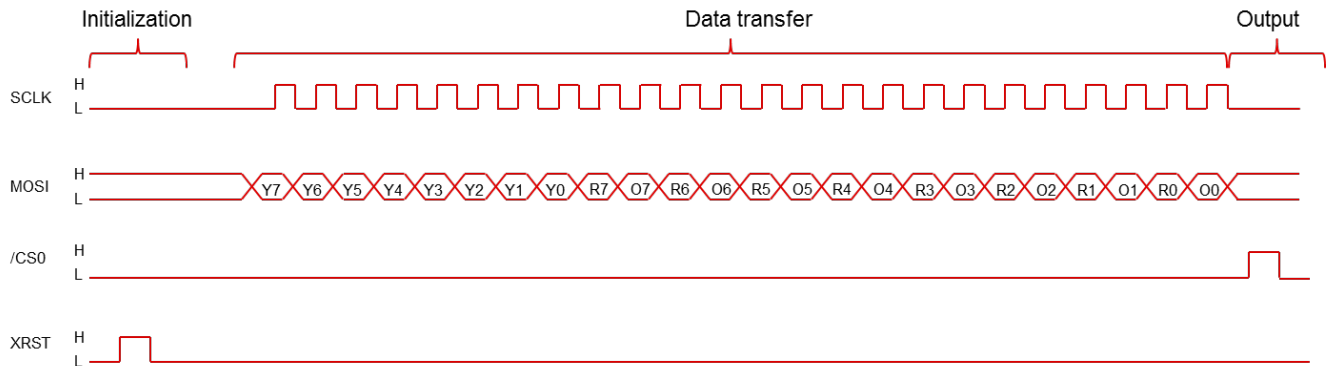 Initialization Data transfer Output
H
SCLK
L
H
MOSI Y7 Y6 Y5 Y4 Y3 Y2 Y1 Y0 R7 O7 R6 O6 R5 O5 R4 O4 R3 O3 R2 O2 R1 O1 R0 O0
L
H
/CS0
L
H
XRST
L